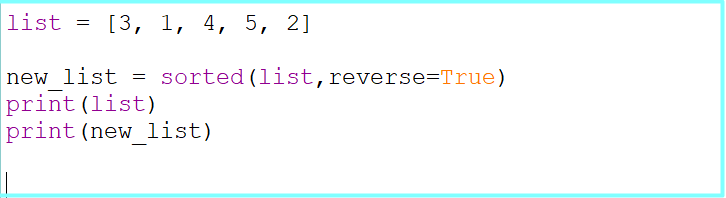 list = [3, 1, 4, 5, 2]
new_list = sorted(list,reverse=True)
print(list)
print(new_list)